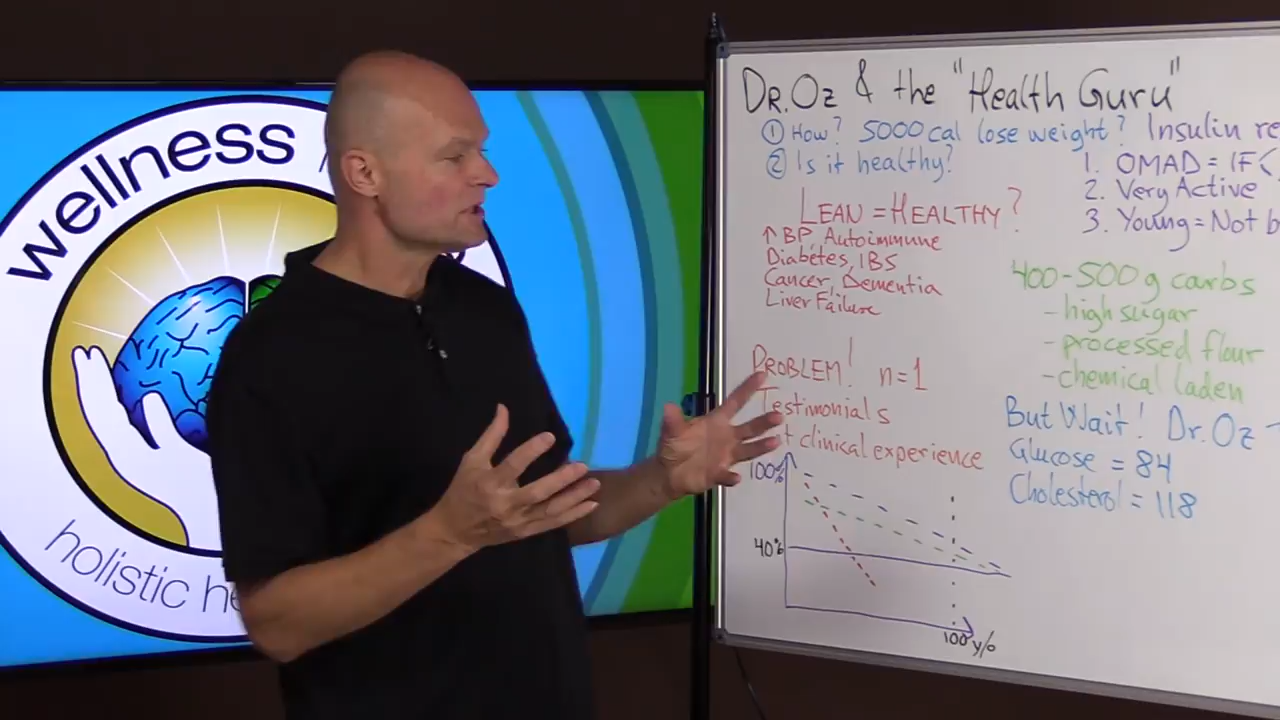 wellness
holistic he
DR. OZ & the "Health Guru"
① How? 5000 cal lose weight? Insulin re
② Is it healthy?
1. OMAD = IF
2. Very Active
3. Young = Not b
LEAN = HEALTHY?
↑ BP, Autoimmune
Diabetes, IBS
Cancer, Dementia
Liver Failure
PROBLEM! n=1
Testimonials
clinical experience
400-500 g carbs
- high sugar
- processed flour
- chemical laden
But Wait! Dr. Oz
Glucose = 84
Cholesterol = 118
100%
40%
100 y/o